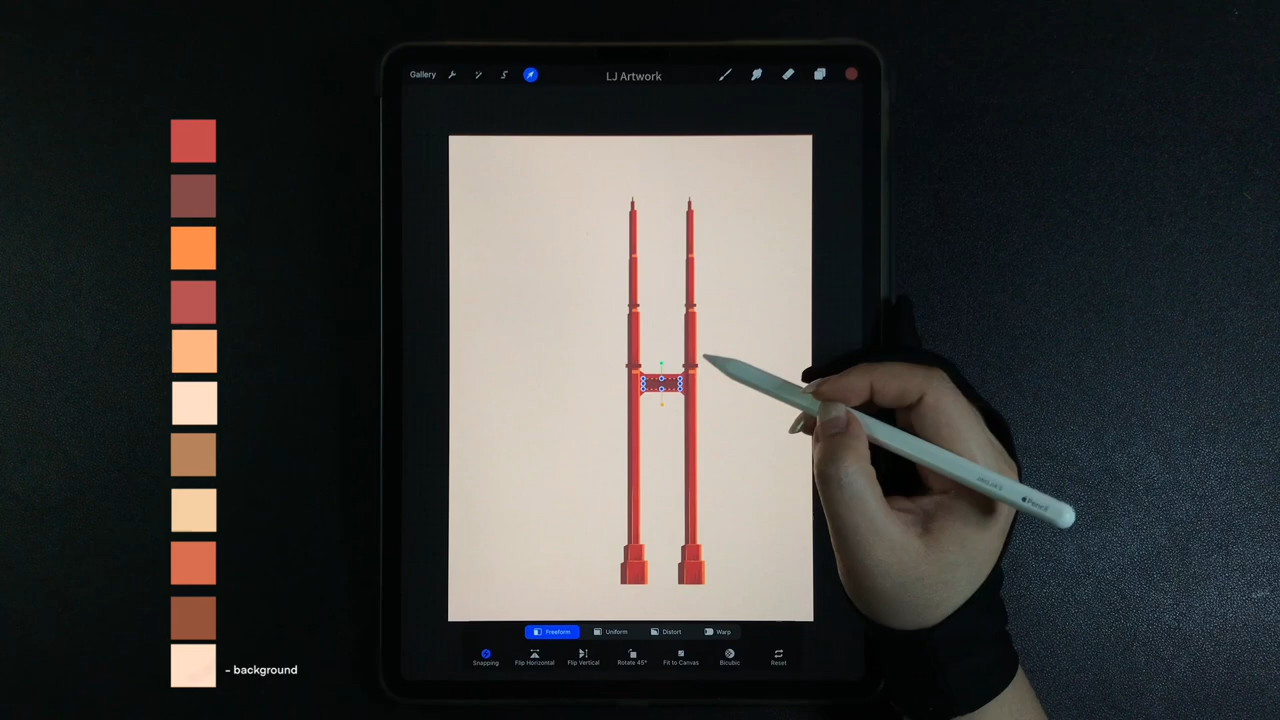 Gallery
LJ Artwork
- background
Freeform
Uniform
Distort
Warp
Snapping
Flip Horizontal
Flip Vertical
Rotate 45°
Fit to Canvas
Bicubic
Reset